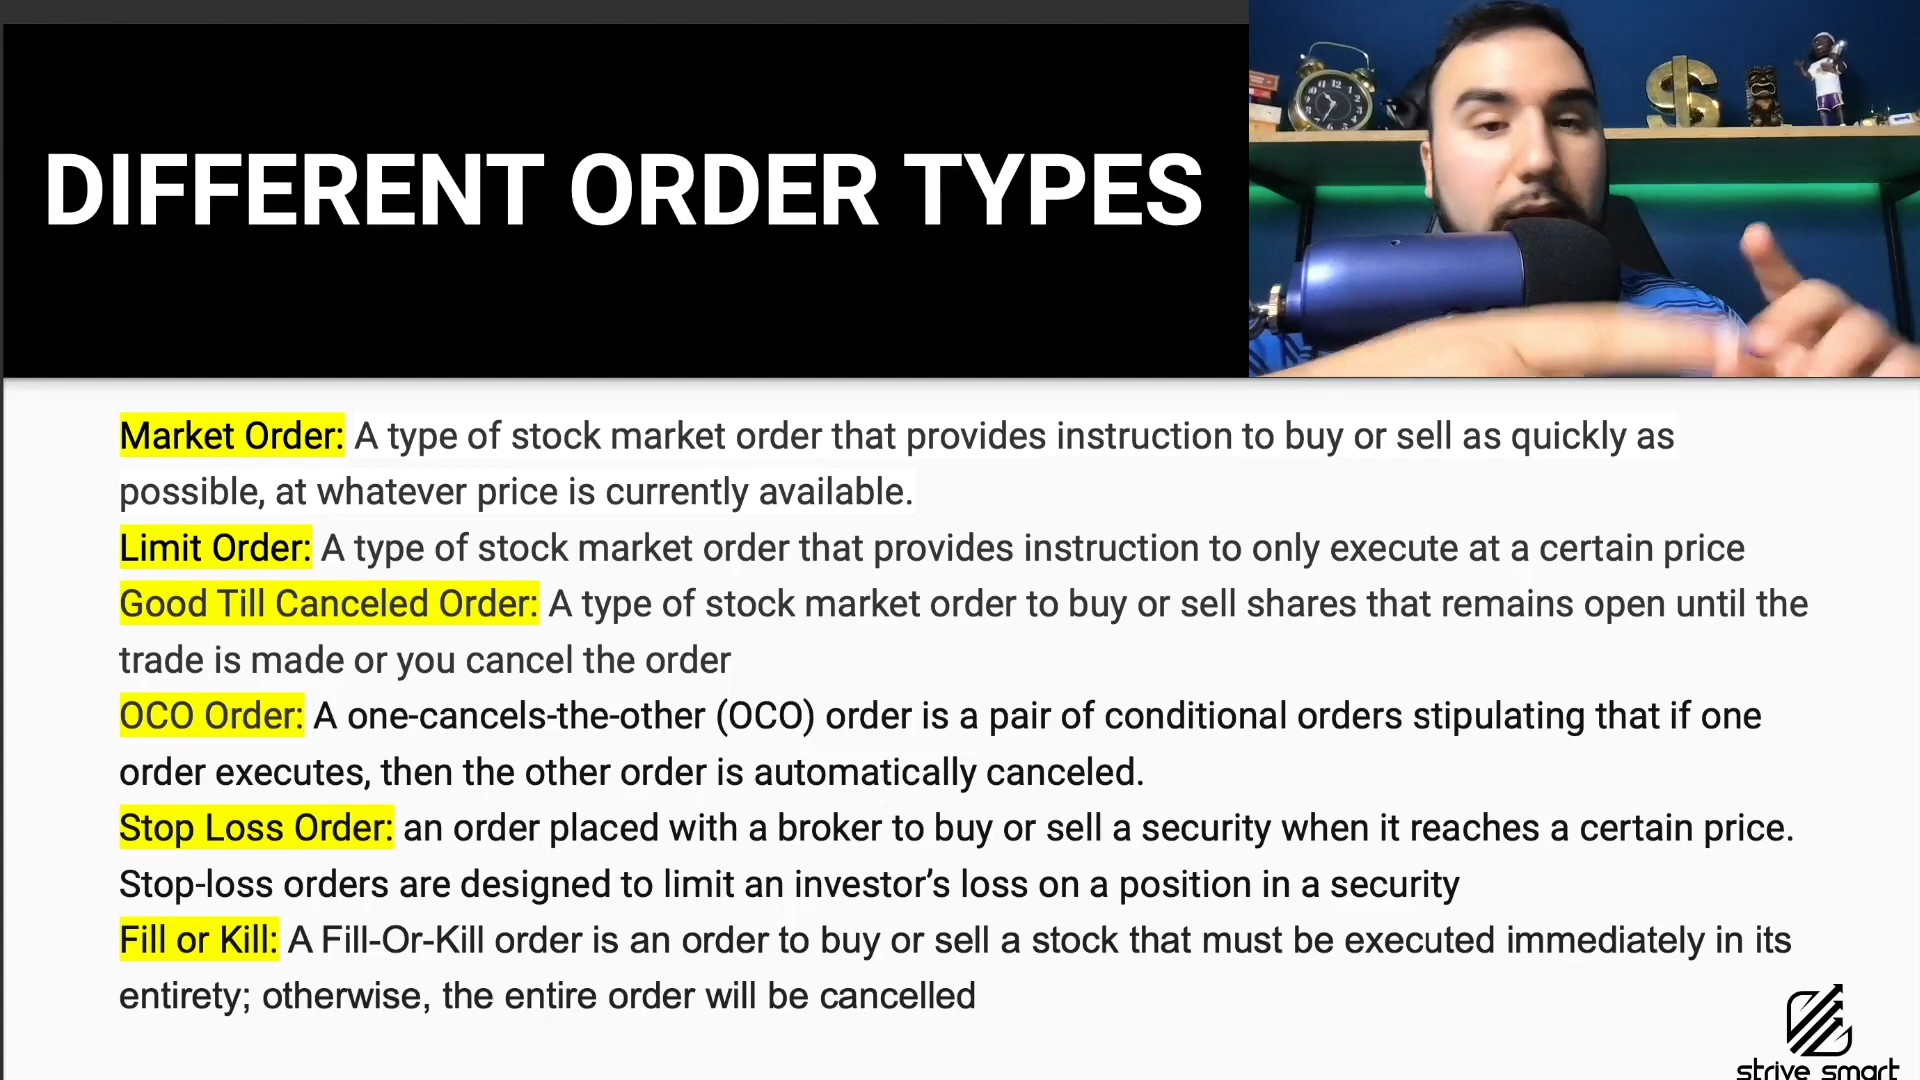 DIFFERENT ORDER TYPES
Market Order: A type of stock market order that provides instruction to buy or sell as quickly as
possible, at whatever price is currently available.
Limit Order: A type of stock market order that provides instruction to only execute at a certain price
Good Till Canceled Order: A type of stock market order to buy or sell shares that remains open until the
trade is made or you cancel the order
OCO Order: A one-cancels-the-other (OCO) order is a pair of conditional orders stipulating that if one
order executes, then the other order is automatically canceled.
Stop Loss Order: an order placed with a broker to buy or sell a security when it reaches a certain price.
Stop-loss orders are designed to limit an investor’s loss on a position in a security
Fill or Kill: A Fill-Or-Kill order is an order to buy or sell a stock that must be executed immediately in its
entirety; otherwise, the entire order will be cancelled
strive smart